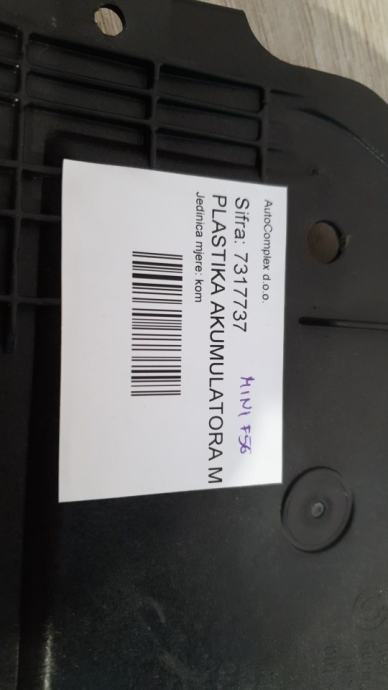 AutoComplex d.o.o.
Sifra: 7317737
MINI F56
PLASTIKA AKUMULATORA M
Jedinica mjere: kom